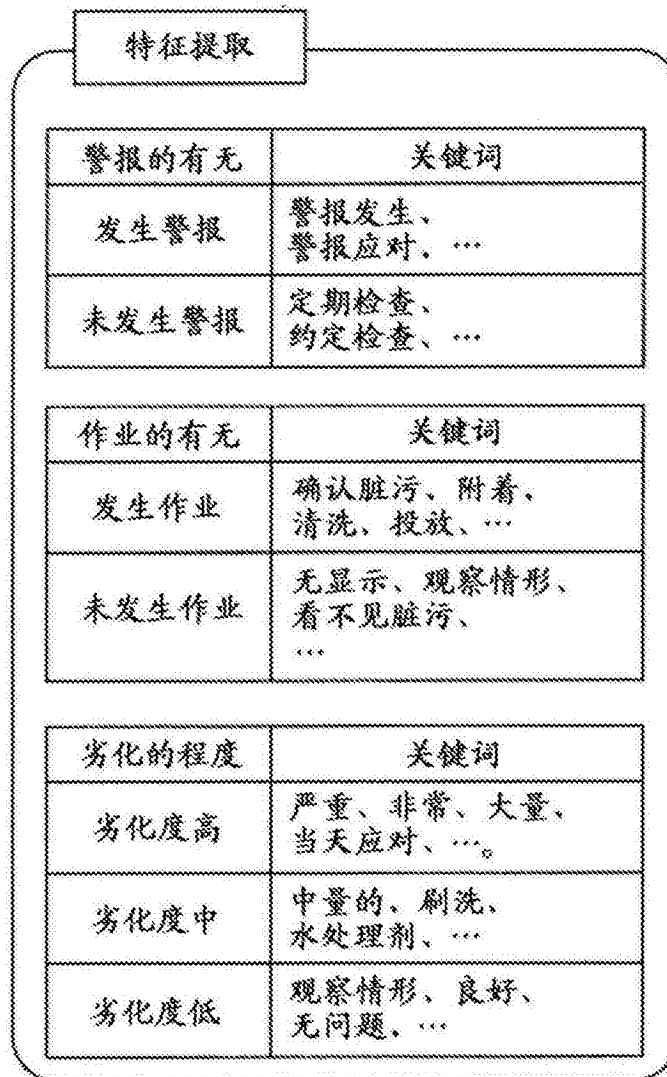 特征提取
警报的有无 关键词
发生警报 警报发生、
警报应对、…
未发生警报 定期检查、
约定检查、…
作业的有无 关键词
发生作业 确认脏污、附着、
清洗、投放、…
未发生作业 无显示、观察情形、
看不见脏污、
…
劣化的程度 关键词
劣化度高 严重、非常、大量、
当天应对、…。
劣化度中 中量的、刷洗、
水处理剂、…
劣化度低 观察情形、良好、
无问题、…